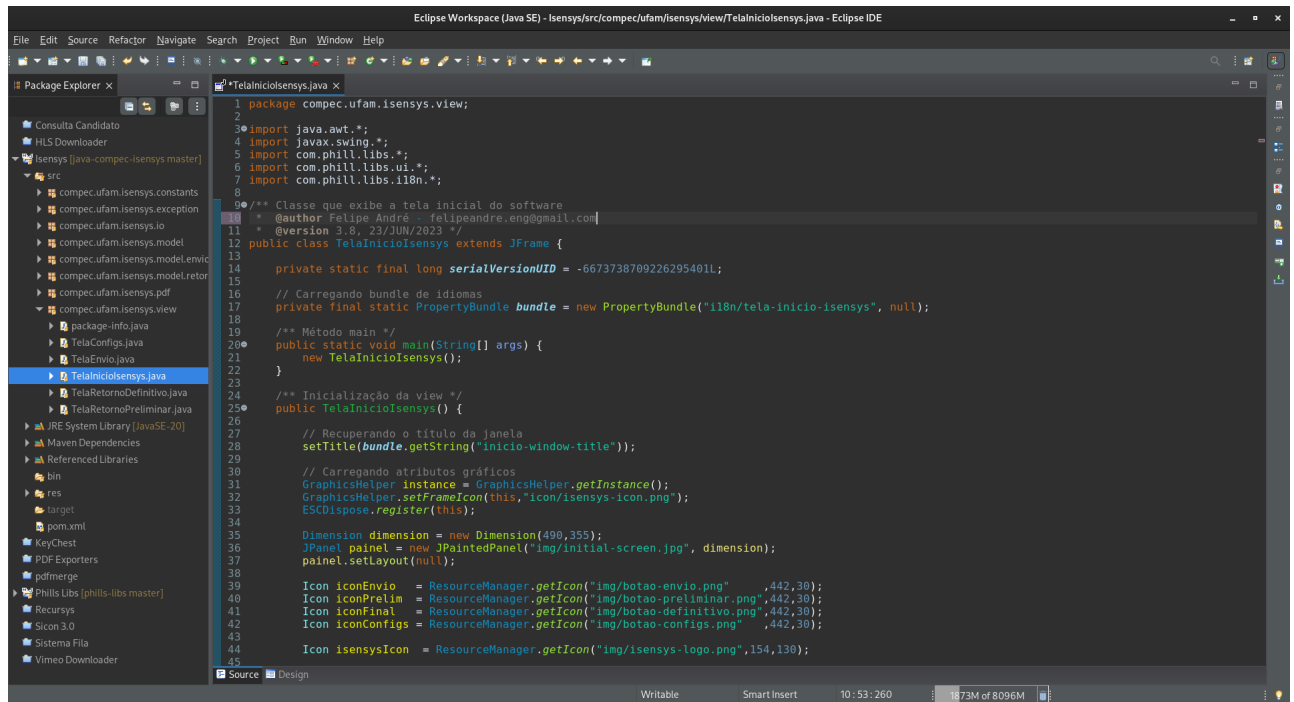 Eclipse Workspace (Java SE) - Isensys/src/compec/ufam/isensys/view/TelaInicioIsensys.java - Eclipse IDE
File Edit Source Refactor Navigate Search Project Run Window Help
Package Explorer
*TelaInicioIsensys.java
Consulta Candidato
HLS Downloader
Isensys [java-compec-isensys master]
src
compec.ufam.isensys.constants
compec.ufam.isensys.exception
compec.ufam.isensys.io
compec.ufam.isensys.model
compec.ufam.isensys.model.envic
compec.ufam.isensys.model.retor
compec.ufam.isensys.pdf
compec.ufam.isensys.view
package-info.java
TelaConfigs.java
TelaEnvio.java
TelaInicioIsensys.java
TelaRetornoDefinitivo.java
TelaRetornoPreliminar.java
JRE System Library [JavaSE-20]
Maven Dependencies
Referenced Libraries
bin
res
target
pom.xml
KeyChest
PDF Exporters
pdfmerge
Phills Libs [phills-libs master]
Recursys
Sicon 3.0
Sistema Fila
Vimeo Downloader
1 package compec.ufam.isensys.view;
2
3 import java.awt.*;
4 import javax.swing.*;
5 import com.phill.libs.*;
6 import com.phill.libs.ui.*;
7 import com.phill.libs.i18n.*;
8
9 /** Classe que exibe a tela inicial do software
10 * @author Felipe André - felipeandre.eng@gmail.com
11 * @version 3.8, 23/JUN/2023 */
12 public class TelaInicioIsensys extends JFrame {
13
14 private static final long serialVersionUID = -6673738709226295401L;
15
16 // Carregando bundle de idiomas
17 private final static PropertyBundle bundle = new PropertyBundle("i18n/tela-inicio-isensys", null);
18
19 /** Método main */
20 public static void main(String[] args) {
21 new TelaInicioIsensys();
22 }
23
24 /** Inicialização da view */
25 public TelaInicioIsensys() {
26
27 // Recuperando o título da janela
28 setTitle(bundle.getString("inicio-window-title"));
29
30 // Carregando atributos gráficos
31 GraphicsHelper instance = GraphicsHelper.getInstance();
32 GraphicsHelper.setFrameIcon(this,"icon/isensys-icon.png");
33 ESCDispose.register(this);
34
35 Dimension dimension = new Dimension(490,355);
36 JPanel painel = new JPaintedPanel("img/initial-screen.jpg", dimension);
37 painel.setLayout(null);
38
39 Icon iconEnvio = ResourceManager.getIcon("img/botao-envio.png" ,442,30);
40 Icon iconPrelim = ResourceManager.getIcon("img/botao-preliminar.png",442,30);
41 Icon iconFinal = ResourceManager.getIcon("img/botao-definitivo.png",442,30);
42 Icon iconConfigs = ResourceManager.getIcon("img/botao-configs.png" ,442,30);
43
44 Icon isensysIcon = ResourceManager.getIcon("img/isensys-logo.png",154,130);
45
Source Design
Writable Smart Insert 10 : 53 : 260 1873M of 8096M